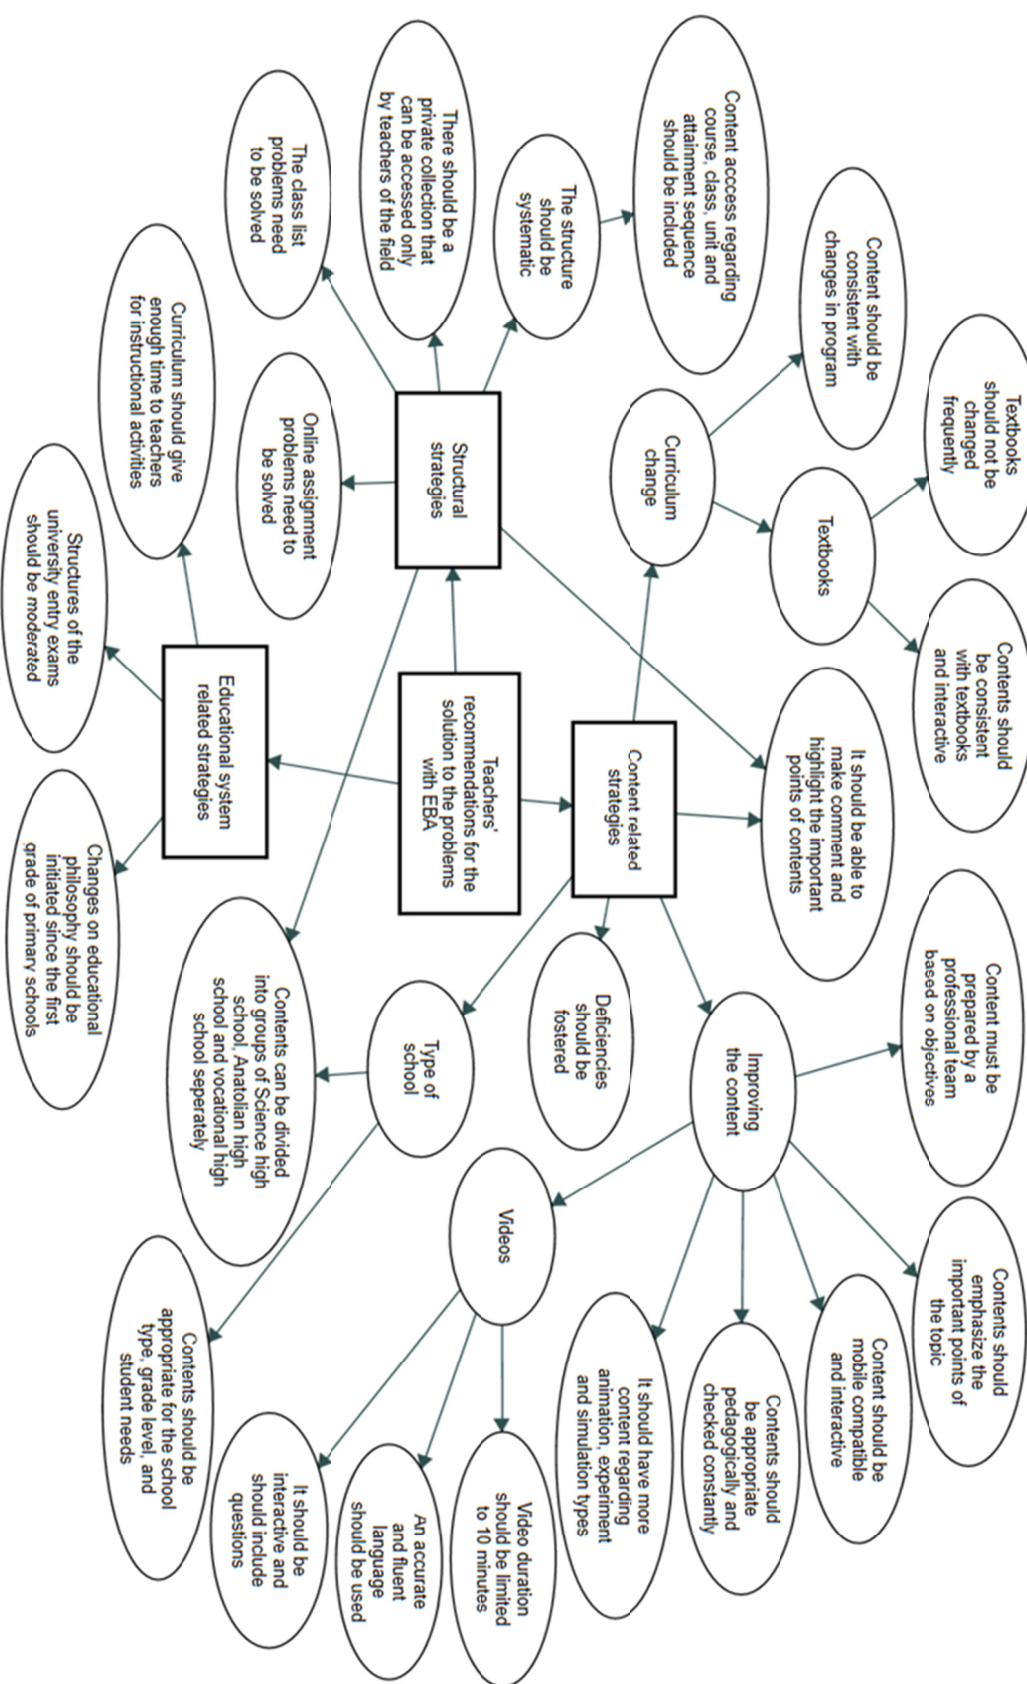 Textbooks
should not be
changed
frequently
Contents should
be consistent
with textbooks
and interactive
Content must be
prepared by a
professional team
based on objectives
Contents should
emphasize the
important points of
the topic
Content should be
consistent with
changes in program
Textbooks
It should be able to
make comment and
highlight the important
points of contents
Content should be
mobile compatible
and interactive
Content access regarding
course, class, unit and
attainment sequence
should be included
Curriculum
change
Improving
the content
Contents should
be appropriate
pedagogically and
checked constantly
The structure
should be
systematic
Content related
strategies
Deficiencies
should be
fostered
It should have more
content regarding
animation, experiment
and simulation types
There should be a
private collection that
can be accessed only
by teachers of the field
Structural
strategies
Teachers'
recommendations for the
solution to the problems
with EBA
Type of
school
Videos
Video duration
should be limited
to 10 minutes
An accurate
and fluent
language
should be used
The class list
problems need
to be solved
Online assignment
problems need to
be solved
Contents can be divided
into groups of Science high
school, Anatolian high
school and vocational high
school seperately
It should be
interactive and
should include
questions
Curriculum should give
enough time to teachers
for instructional activities
Educational system
related strategies
Contents should be
appropriate for the school
type, grade level, and
student needs
Structures of the
university entry exams
should be moderated
Changes on educational
philosophy should be
initiated since the first
grade of primary schools